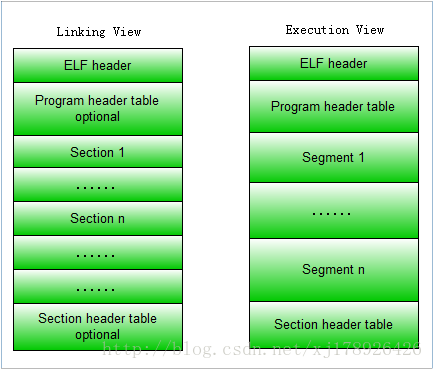 Linking View
ELF header
Program header table
optional
Section 1
......
Section n
......
......
Section header table
optional
Execution View
ELF header
Program header table
Segment 1
......
Segment n
Section header table
http://blog.csdn.net/xj178926426